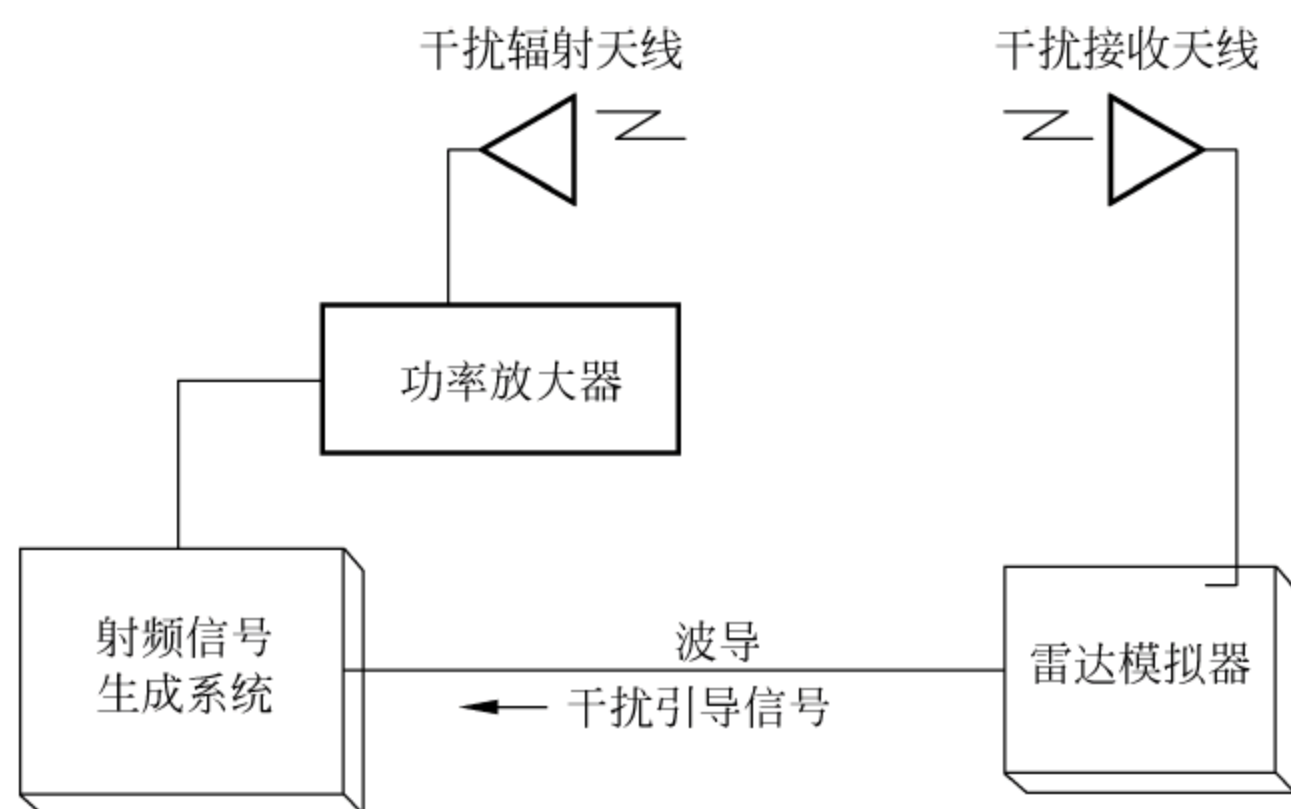 干扰辐射天线
干扰接收天线
功率放大器
射频信号
生成系统
波导
干扰引导信号
雷达模拟器